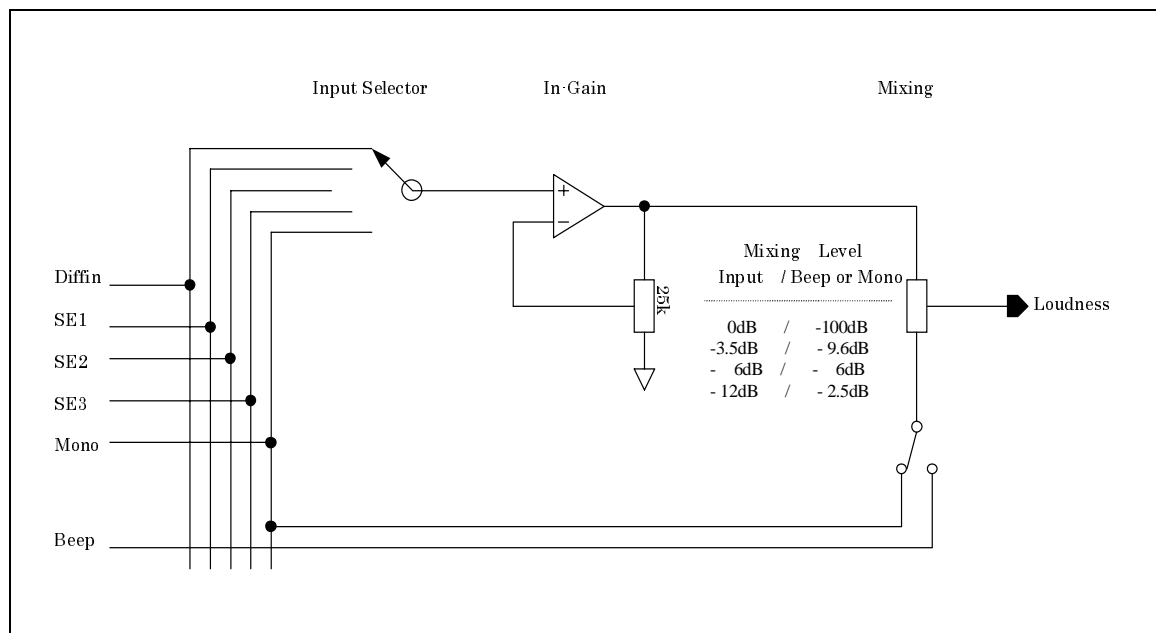 Input Selector In-Gain Mixing
+
−
Mixing Level
Input / Beep or Mono
0dB / -100dB
-3.5dB / - 9.6dB
- 6dB / - 6dB
- 12dB / - 2.5dB
25k
Loudness
Diffin
SE1
SE2
SE3
Mono
Beep